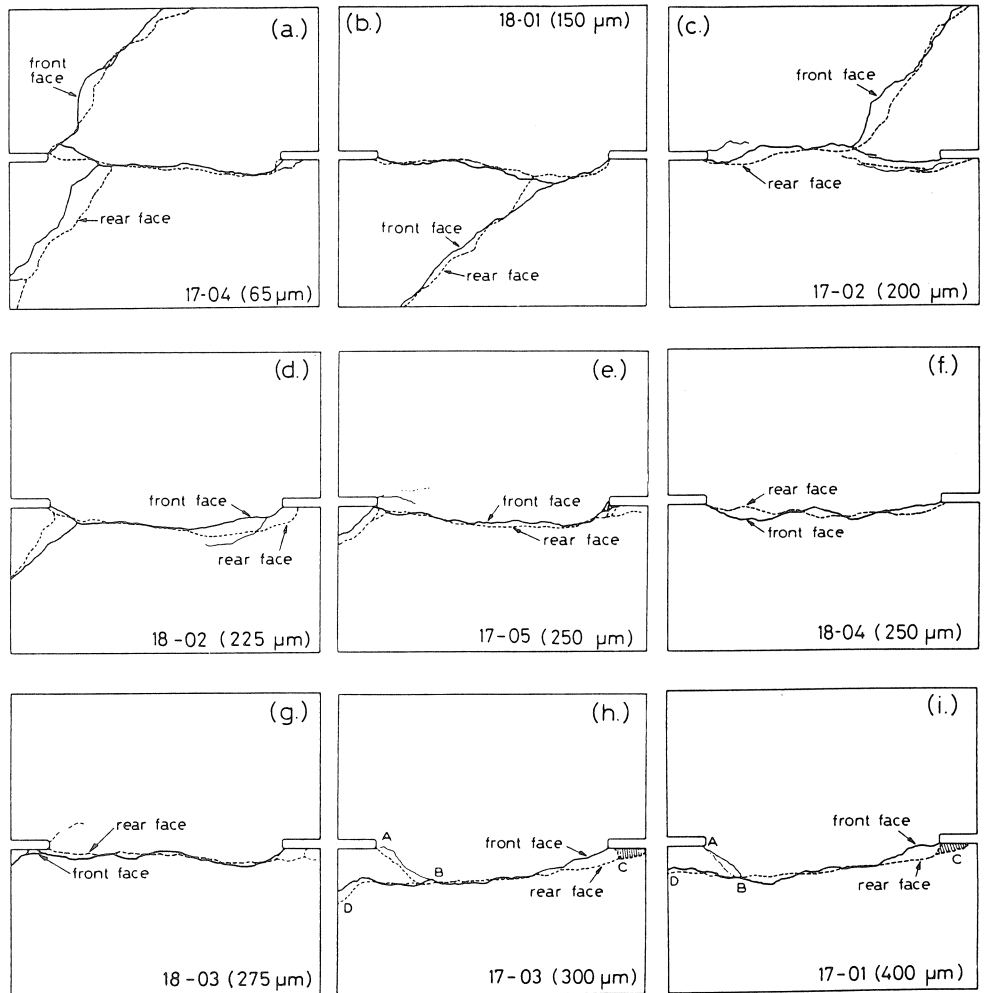 (a.)
front
face
rear face
17-04 (65 µm)
(b.)
18-01 (150 µm)
front face
rear face
(c.)
front face
rear face
17-02 (200 µm)
(d.)
front face
rear face
18-02 (225 µm)
(e.)
front face
rear face
17-05 (250 µm)
(f.)
rear face
front face
18-04 (250 µm)
(g.)
rear face
front face
18-03 (275 µm)
(h.)
A
front face
B
C
rear face
D
17-03 (300 µm)
(i.)
front face
A
C
D
B
rear face
17-01 (400 µm)